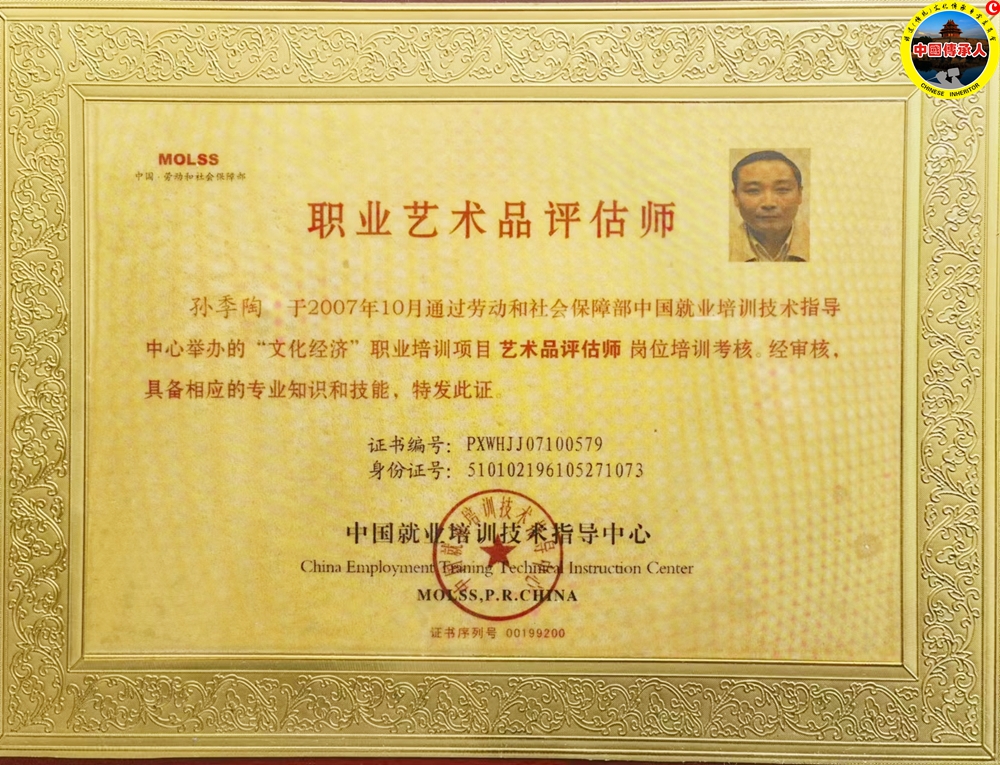 中國傳承人
CHINESE INHERITOR
MOLSS
中国·劳动和社会保障部
职业艺术品评估师
孙季陶 于2007年10月通过劳动和社会保障部中国就业培训技术指导
中心举办的“文化经济”职业培训项目 艺术品评估师 岗位培训考核。经审核，
具备相应的专业知识和技能，特发此证。
证书编号：PXWHJJ07100579
身份证号：510102196105271073
中国就业培训技术指导中心
China Employment Training Technical Instruction Center
MOLSS,P.R.CHINA
证书序列号 00199200